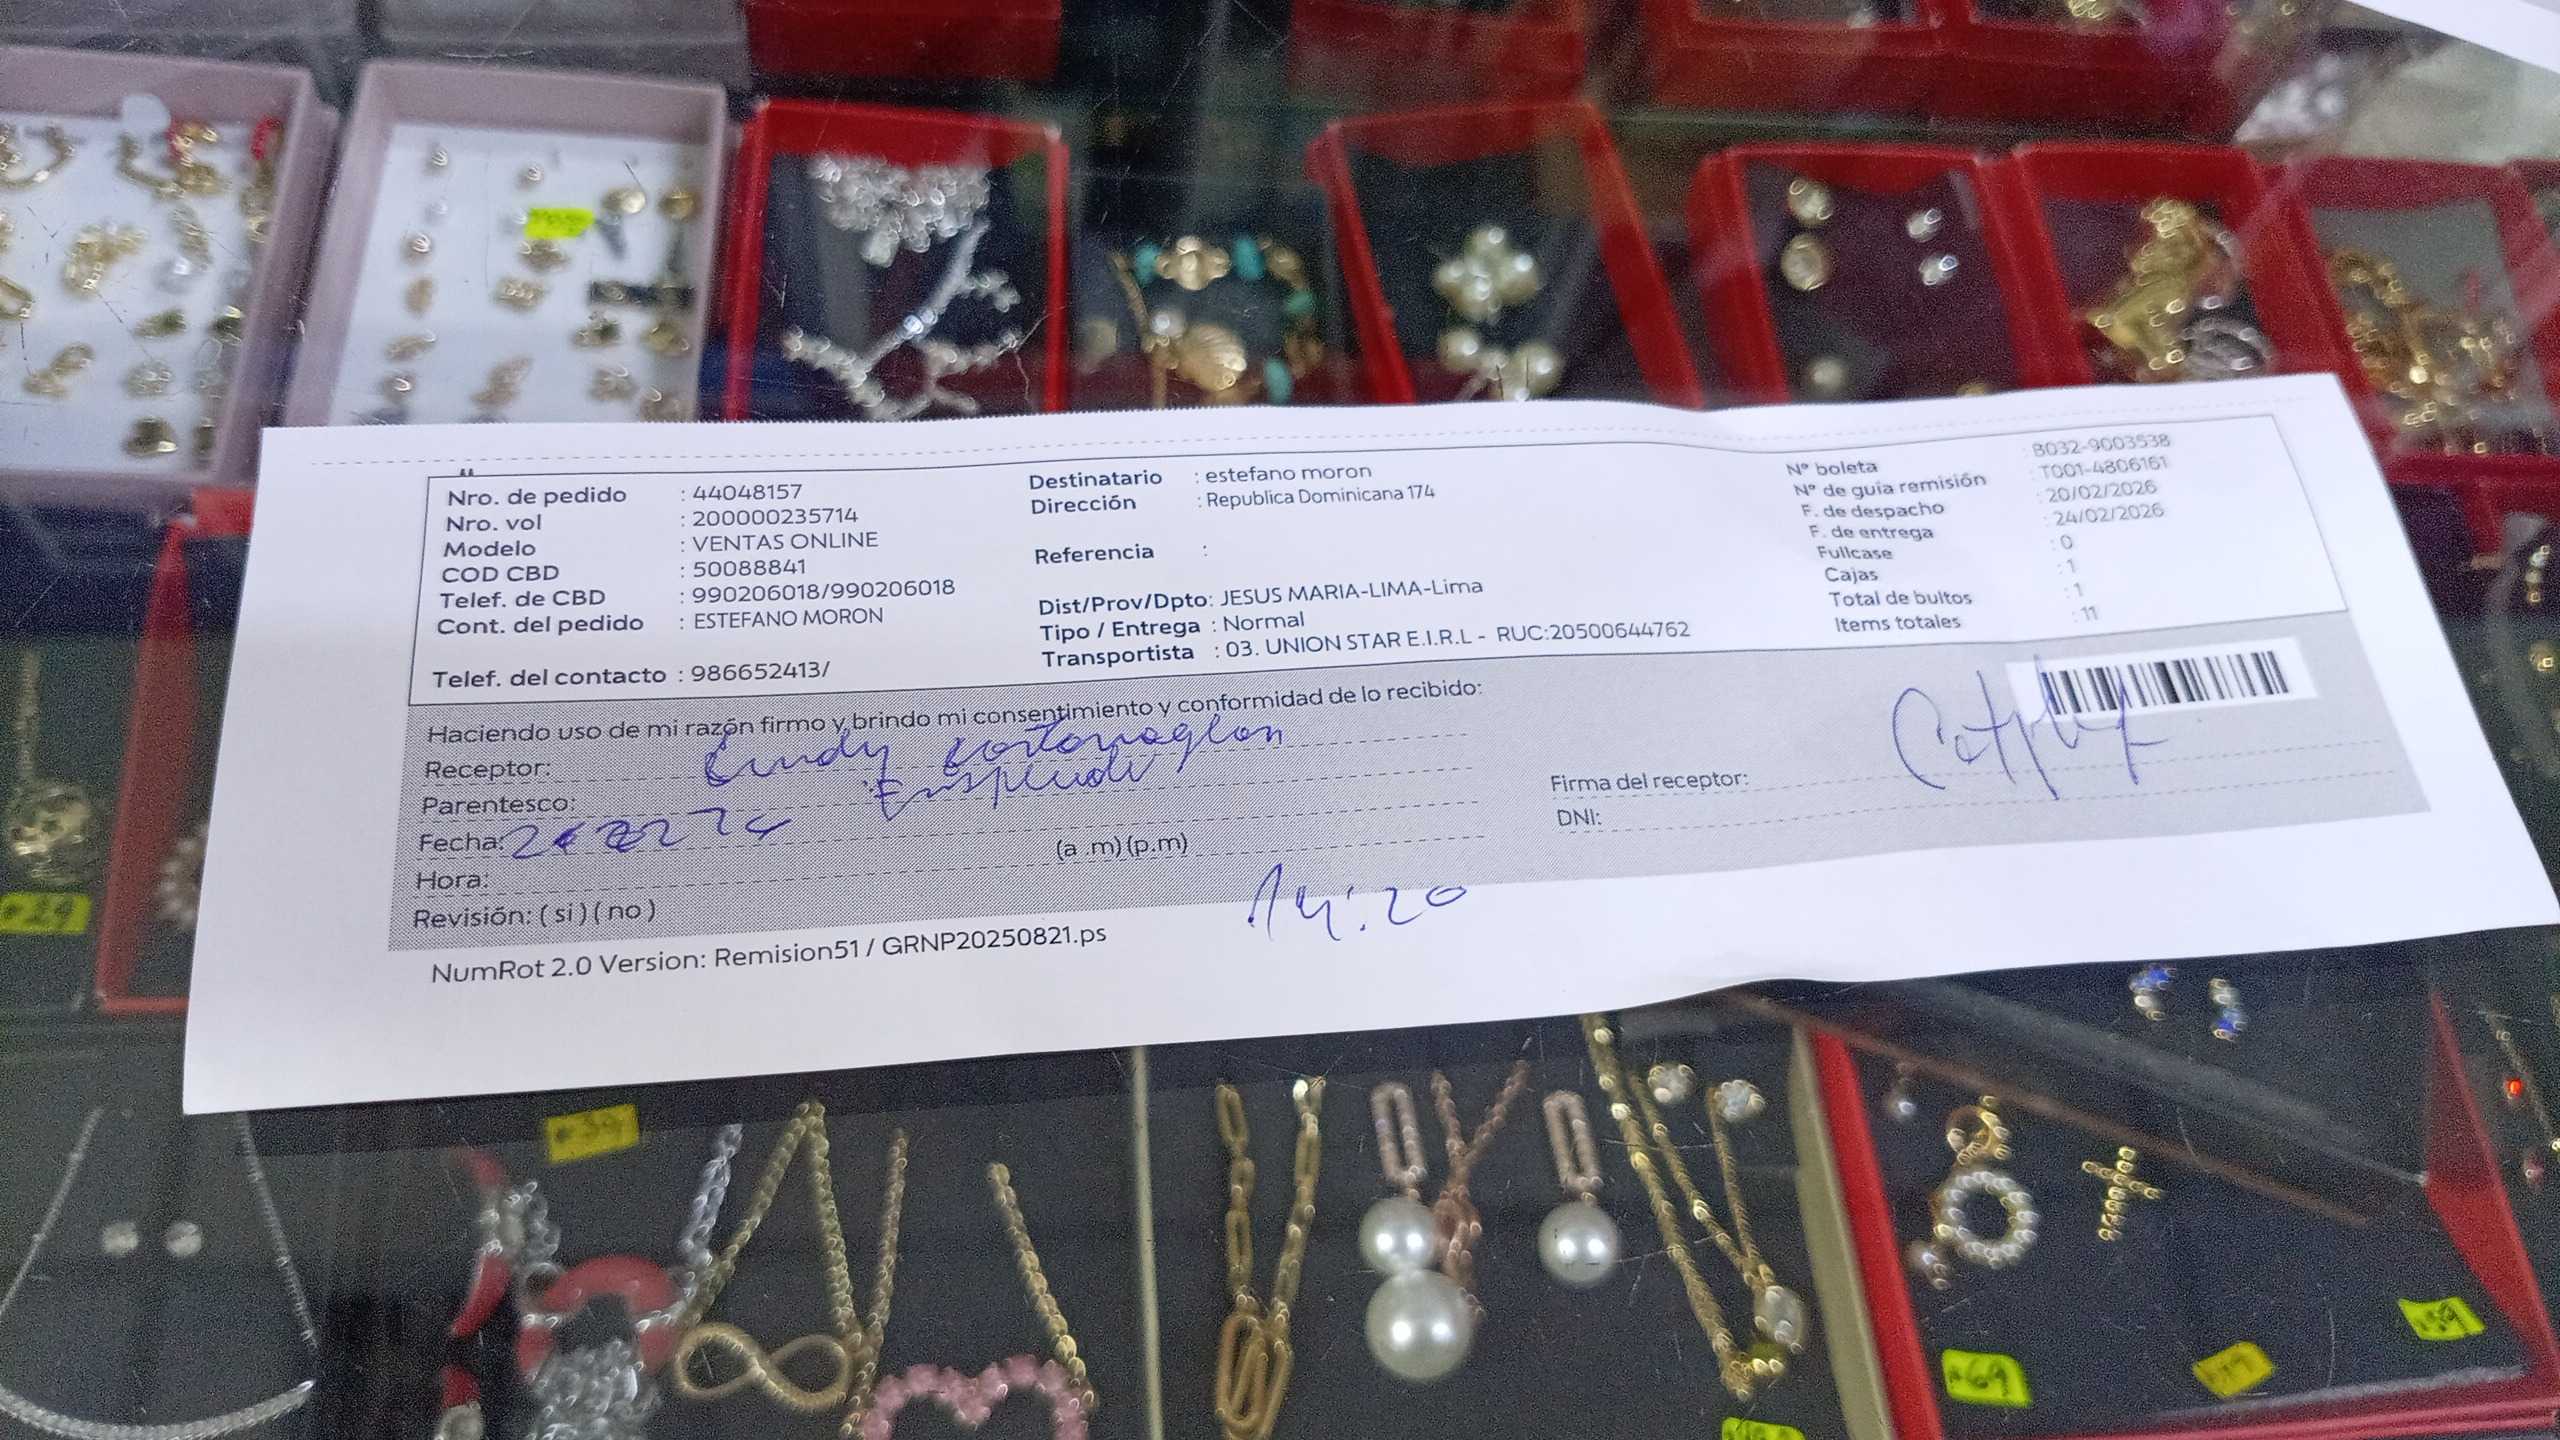 Nro. de pedido : 44048157
Nro. vol : 200000235714
Modelo : VENTAS ONLINE
COD CBD : 50088841
Telef. de CBD : 990206018/990206018
Cont. del pedido : ESTEFANO MORON
Telef. del contacto : 986652413/
Destinatario : estefano moron
Dirección : Republica Dominicana 174
Referencia :
Dist/Prov/Dpto: JESUS MARIA-LIMA-Lima
Tipo / Entrega : Normal
Transportista : 03. UNION STAR E.I.R.L - RUC:20500644762
N° boleta : B032-9003538
N° de guía remisión : T001-4806161
F. de despacho : 20/02/2026
F. de entrega : 24/02/2026
Fullcase : 0
Cajas : 1
Total de bultos : 1
Items totales : 11
Haciendo uso de mi razón firmo y brindo mi consentimiento y conformidad de lo recibido:
Receptor:
Parentesco:
Fecha:
Hora: (a .m) (p.m)
14:20
Revisión: ( si ) ( no )
Firma del receptor:
DNI:
NumRot 2.0 Version: Remision51 / GRNP20250821.ps